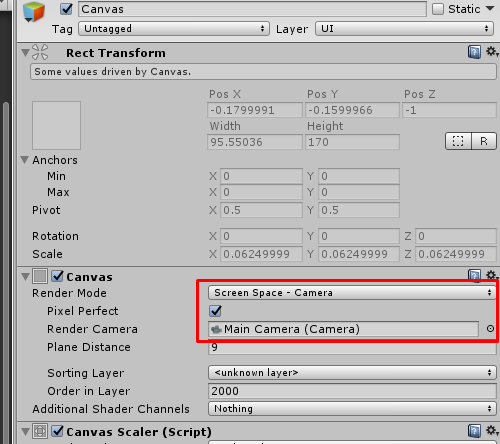 Canvas Static
Tag Untagged Layer UI
Rect Transform
Some values driven by Canvas.
Pos X Pos Y Pos Z
-0.1799991 -0.1599966 -1
Width Height
95.55036 170
R
Anchors
Min X 0 Y 0
Max X 0 Y 0
Pivot X 0.5 Y 0.5
Rotation X 0 Y 0 Z 0
Scale X 0.06249999 Y 0.06249999 Z 0.06249999
Canvas
Render Mode Screen Space - Camera
Pixel Perfect
Render Camera Main Camera (Camera)
Plane Distance 9
Sorting Layer <unknown layer>
Order in Layer 2000
Additional Shader Channels Nothing
Canvas Scaler (Script)